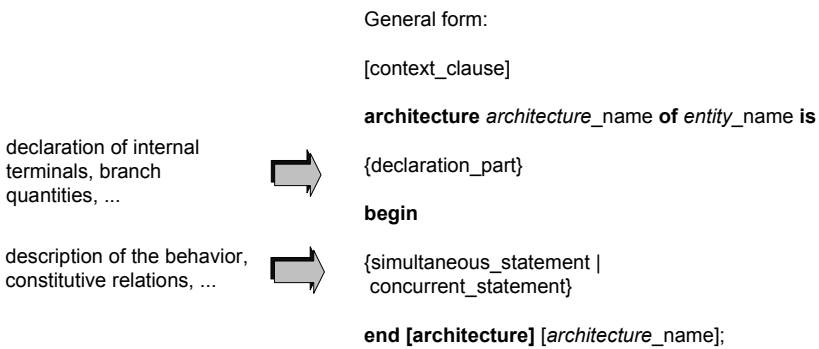 General form:
[context_clause]
architecture architecture_name of entity_name is
declaration of internal
terminals, branch
quantities, ...
{declaration_part}
begin
description of the behavior,
constitutive relations, ...
{simultaneous_statement |
concurrent_statement}
end [architecture] [architecture_name];